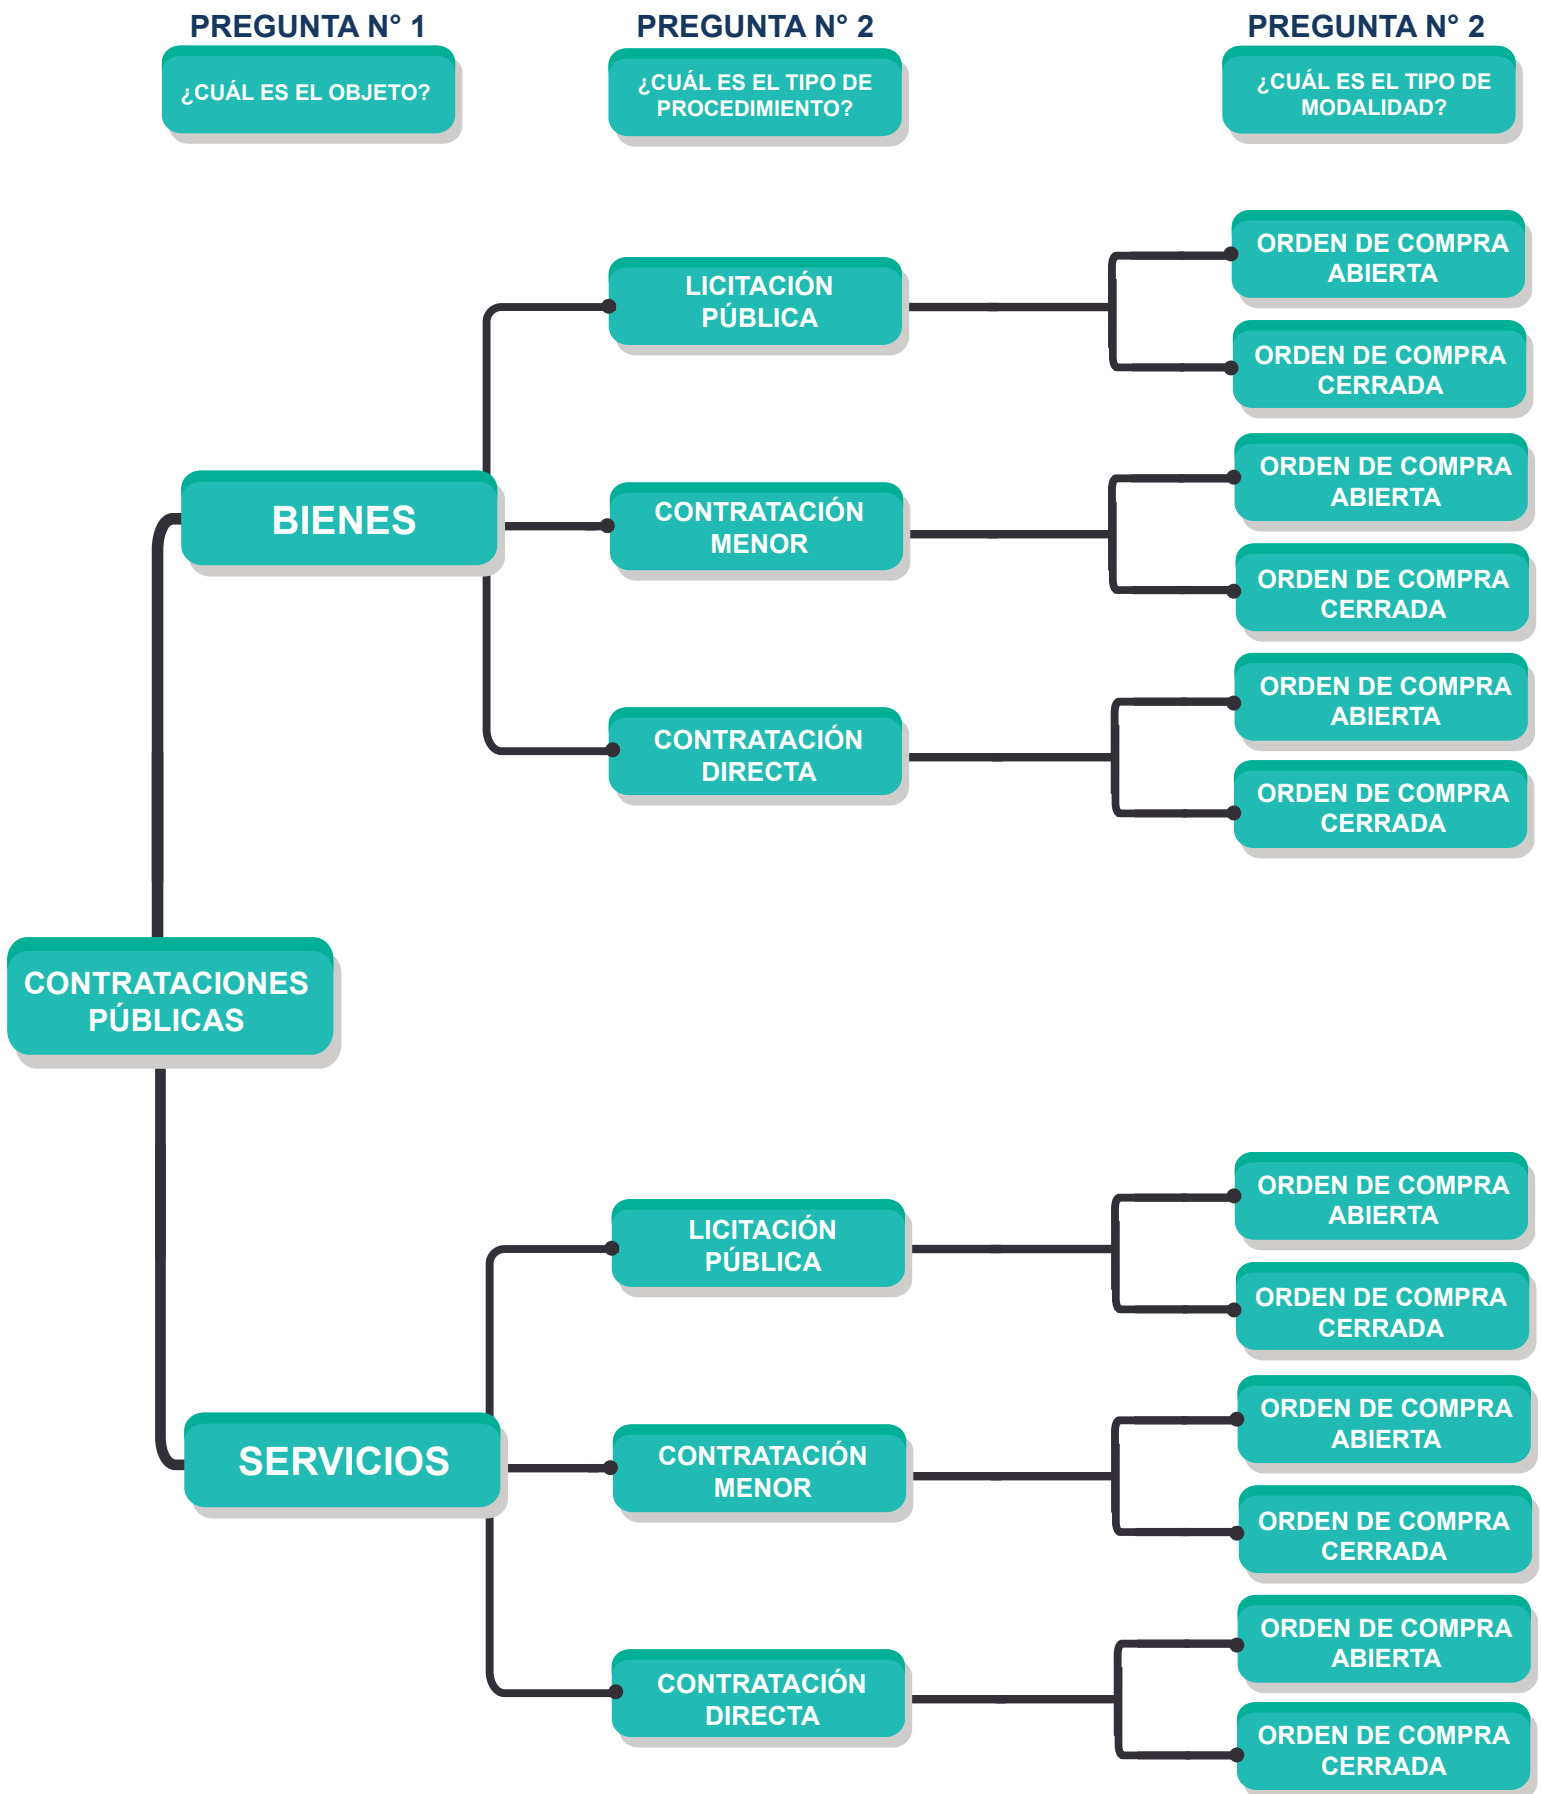 PREGUNTA N° 1
¿CUÁL ES EL OBJETO?
PREGUNTA N° 2
¿CUÁL ES EL TIPO DE
PROCEDIMIENTO?
PREGUNTA N° 2
¿CUÁL ES EL TIPO DE
MODALIDAD?
CONTRATACIONES
PÚBLICAS
BIENES
LICITACIÓN
PÚBLICA
ORDEN DE COMPRA
ABIERTA
ORDEN DE COMPRA
CERRADA
CONTRATACIÓN
MENOR
ORDEN DE COMPRA
ABIERTA
ORDEN DE COMPRA
CERRADA
CONTRATACIÓN
DIRECTA
ORDEN DE COMPRA
ABIERTA
ORDEN DE COMPRA
CERRADA
SERVICIOS
LICITACIÓN
PÚBLICA
ORDEN DE COMPRA
ABIERTA
ORDEN DE COMPRA
CERRADA
CONTRATACIÓN
MENOR
ORDEN DE COMPRA
ABIERTA
ORDEN DE COMPRA
CERRADA
CONTRATACIÓN
DIRECTA
ORDEN DE COMPRA
ABIERTA
ORDEN DE COMPRA
CERRADA